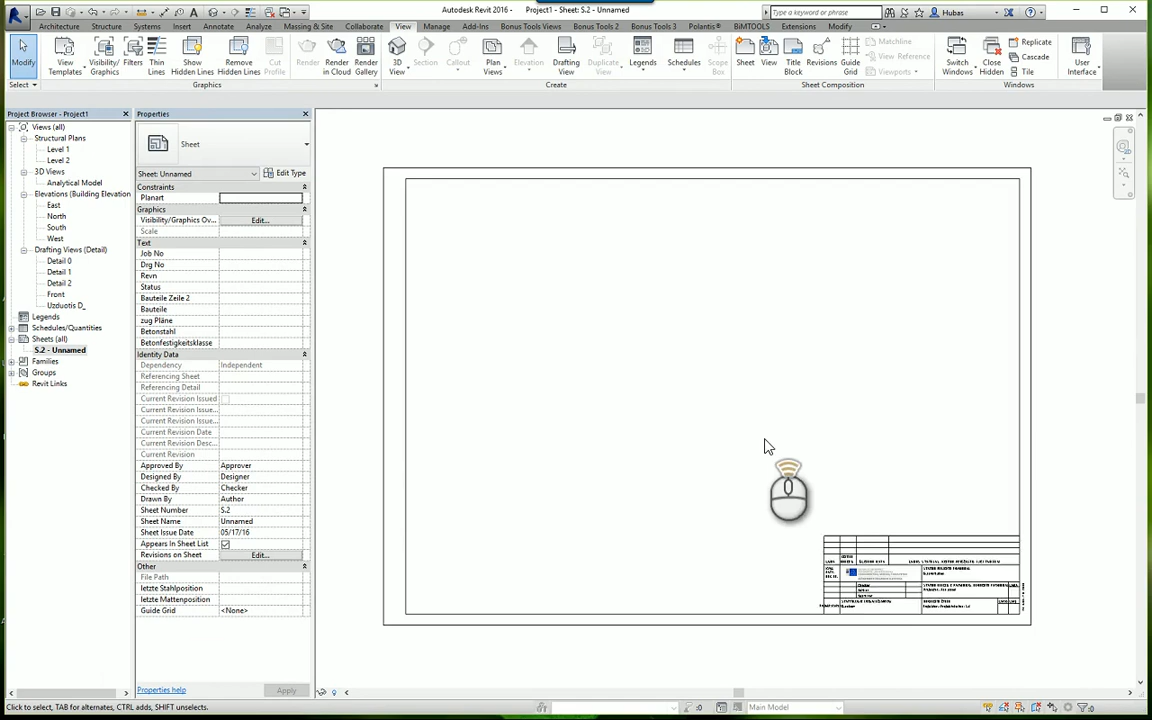 Autodesk Revit 2016 - Project1 - Sheet: S.2 - Unnamed
Type a keyword or phrase
Hubas
Architecture Structure Systems Insert Annotate Analyze Massing & Site Collaborate View Manage Add-Ins Bonus Tools Views Bonus Tools 2 Bonus Tools 3 Polantis® BiMTOOLS Extensions Modify
Modify
View Templates
Visibility/ Graphics
Filters
Thin Lines
Show Hidden Lines
Remove Hidden Lines
Cut Profile
Render
Render in Cloud
Render Gallery
3D View
Section
Callout
Plan Views
Elevation
Drafting View
Duplicate View
Legends
Schedules
Scope Box
Sheet
View
Title Block
Revisions
Guide Grid
Matchline
View Reference
Viewports
Switch Windows
Close Hidden
Replicate
Cascade
Tile
User Interface
Select
Graphics
Create
Sheet Composition
Windows
Project Browser - Project1
Views (all)
Structural Plans
Level 1
Level 2
3D Views
Analytical Model
Elevations (Building Elevation
East
North
South
West
Drafting Views (Detail)
Detail 0
Detail 1
Detail 2
Front
Uzduotis D_
Legends
Schedules/Quantities
Sheets (all)
S.2 - Unnamed
Families
Groups
Revit Links
Properties
Sheet
Sheet: Unnamed
Edit Type
Constraints
Planart
Graphics
Visibility/Graphics Ov... Edit...
Scale
Text
Job No
Drg No
Revn
Status
Bauteile Zeile 2
Bauteile
zug Pläne
Betonstahl
Betonfestigkeitsklasse
Identity Data
Dependency Independent
Referencing Sheet
Referencing Detail
Current Revision Issued
Current Revision Issue...
Current Revision Issue...
Current Revision Date
Current Revision Desc...
Current Revision
Approved By Approver
Designed By Designer
Checked By Checker
Drawn By Author
Sheet Number S.2
Sheet Name Unnamed
Sheet Issue Date 05/17/16
Appears In Sheet List
Revisions on Sheet Edit...
Other
File Path
letzte Stahlposition
letzte Mattenposition
Guide Grid <None>
Properties help
Apply
Click to select, TAB for alternates, CTRL adds, SHIFT unselects.
:0
Main Model
:0